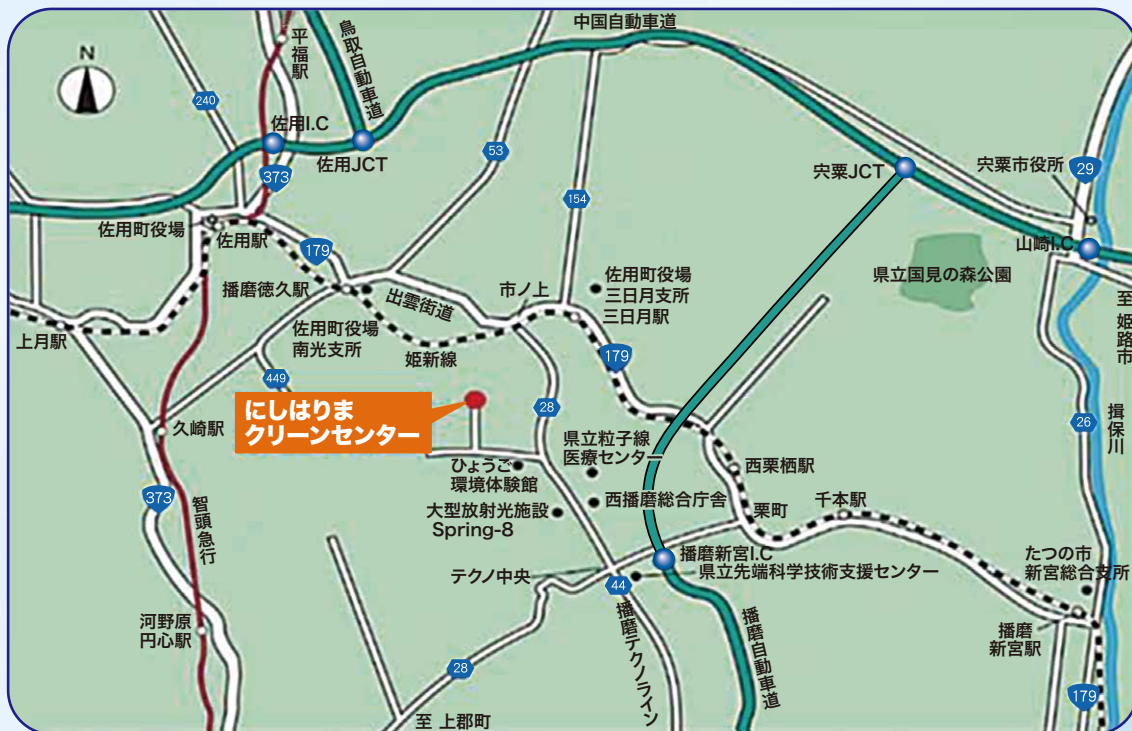 中国自動車道
N
平福駅
鳥取自動車道
240
佐用I.C
佐用JCT
373
53
154
宍粟JCT
宍粟市役所
29
佐用町役場
佐用駅
179
山崎I.C
県立国見の森公園
播磨徳久駅
出雲街道
市ノ上
佐用町役場
三日月支所
三日月駅
至 姫路市
上月駅
佐用町役場
南光支所
姫新線
179
449
にしはりま
クリーンセンター
28
26
揖保川
久崎駅
県立粒子線
医療センター
ひょうご
環境体験館
西栗栖駅
373
智頭急行
大型放射光施設
Spring-8
西播磨総合庁舎
栗町
千本駅
播磨新宮I.C
たつの市
新宮総合支所
テクノ中央
44
県立先端科学技術支援センター
播磨テクノライン
播磨自動車道
河野原
円心駅
播磨
新宮駅
28
179
至 上郡町